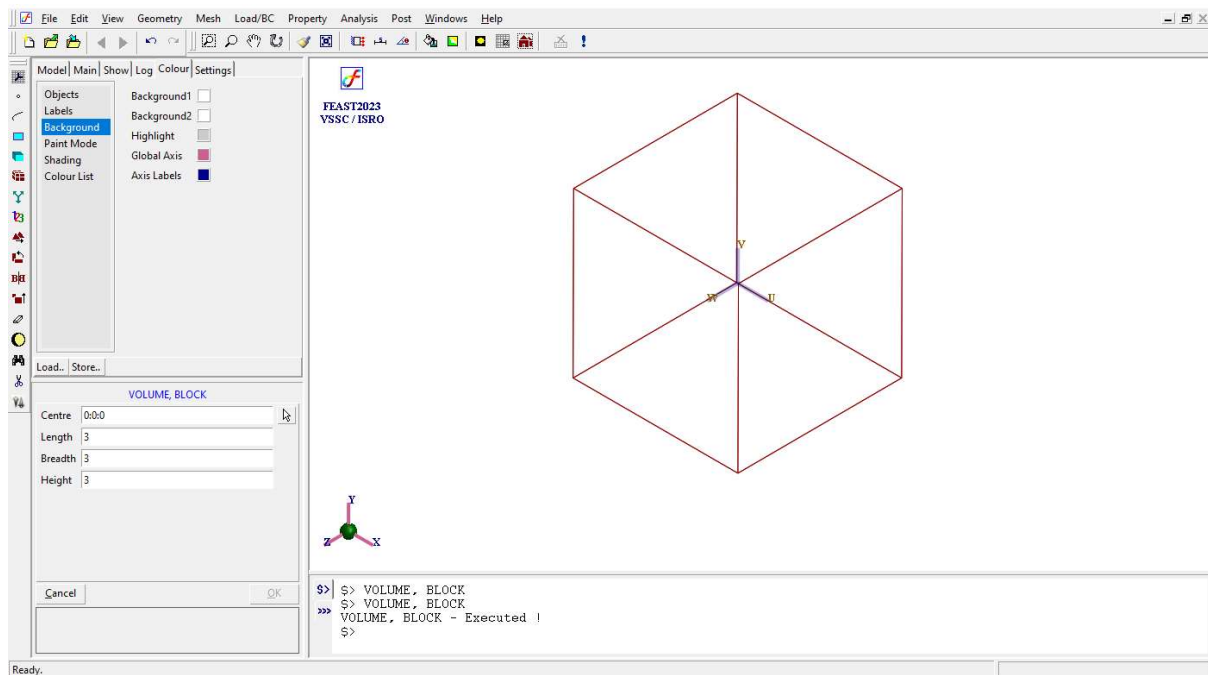 File Edit View Geometry Mesh Load/BC Property Analysis Post Windows Help
Model Main Show Log Colour Settings
Objects
Labels
Background
Paint Mode
Shading
Colour List
Background1
Background2
Highlight
Global Axis
Axis Labels
Load.. Store..
VOLUME, BLOCK
Centre 0:0:0
Length 3
Breadth 3
Height 3
Cancel OK
FEAST2023
VSSC / ISRO
V
W U
Y
Z X
$> $> VOLUME, BLOCK
$> VOLUME, BLOCK
>>> VOLUME, BLOCK - Executed !
$>
Ready.